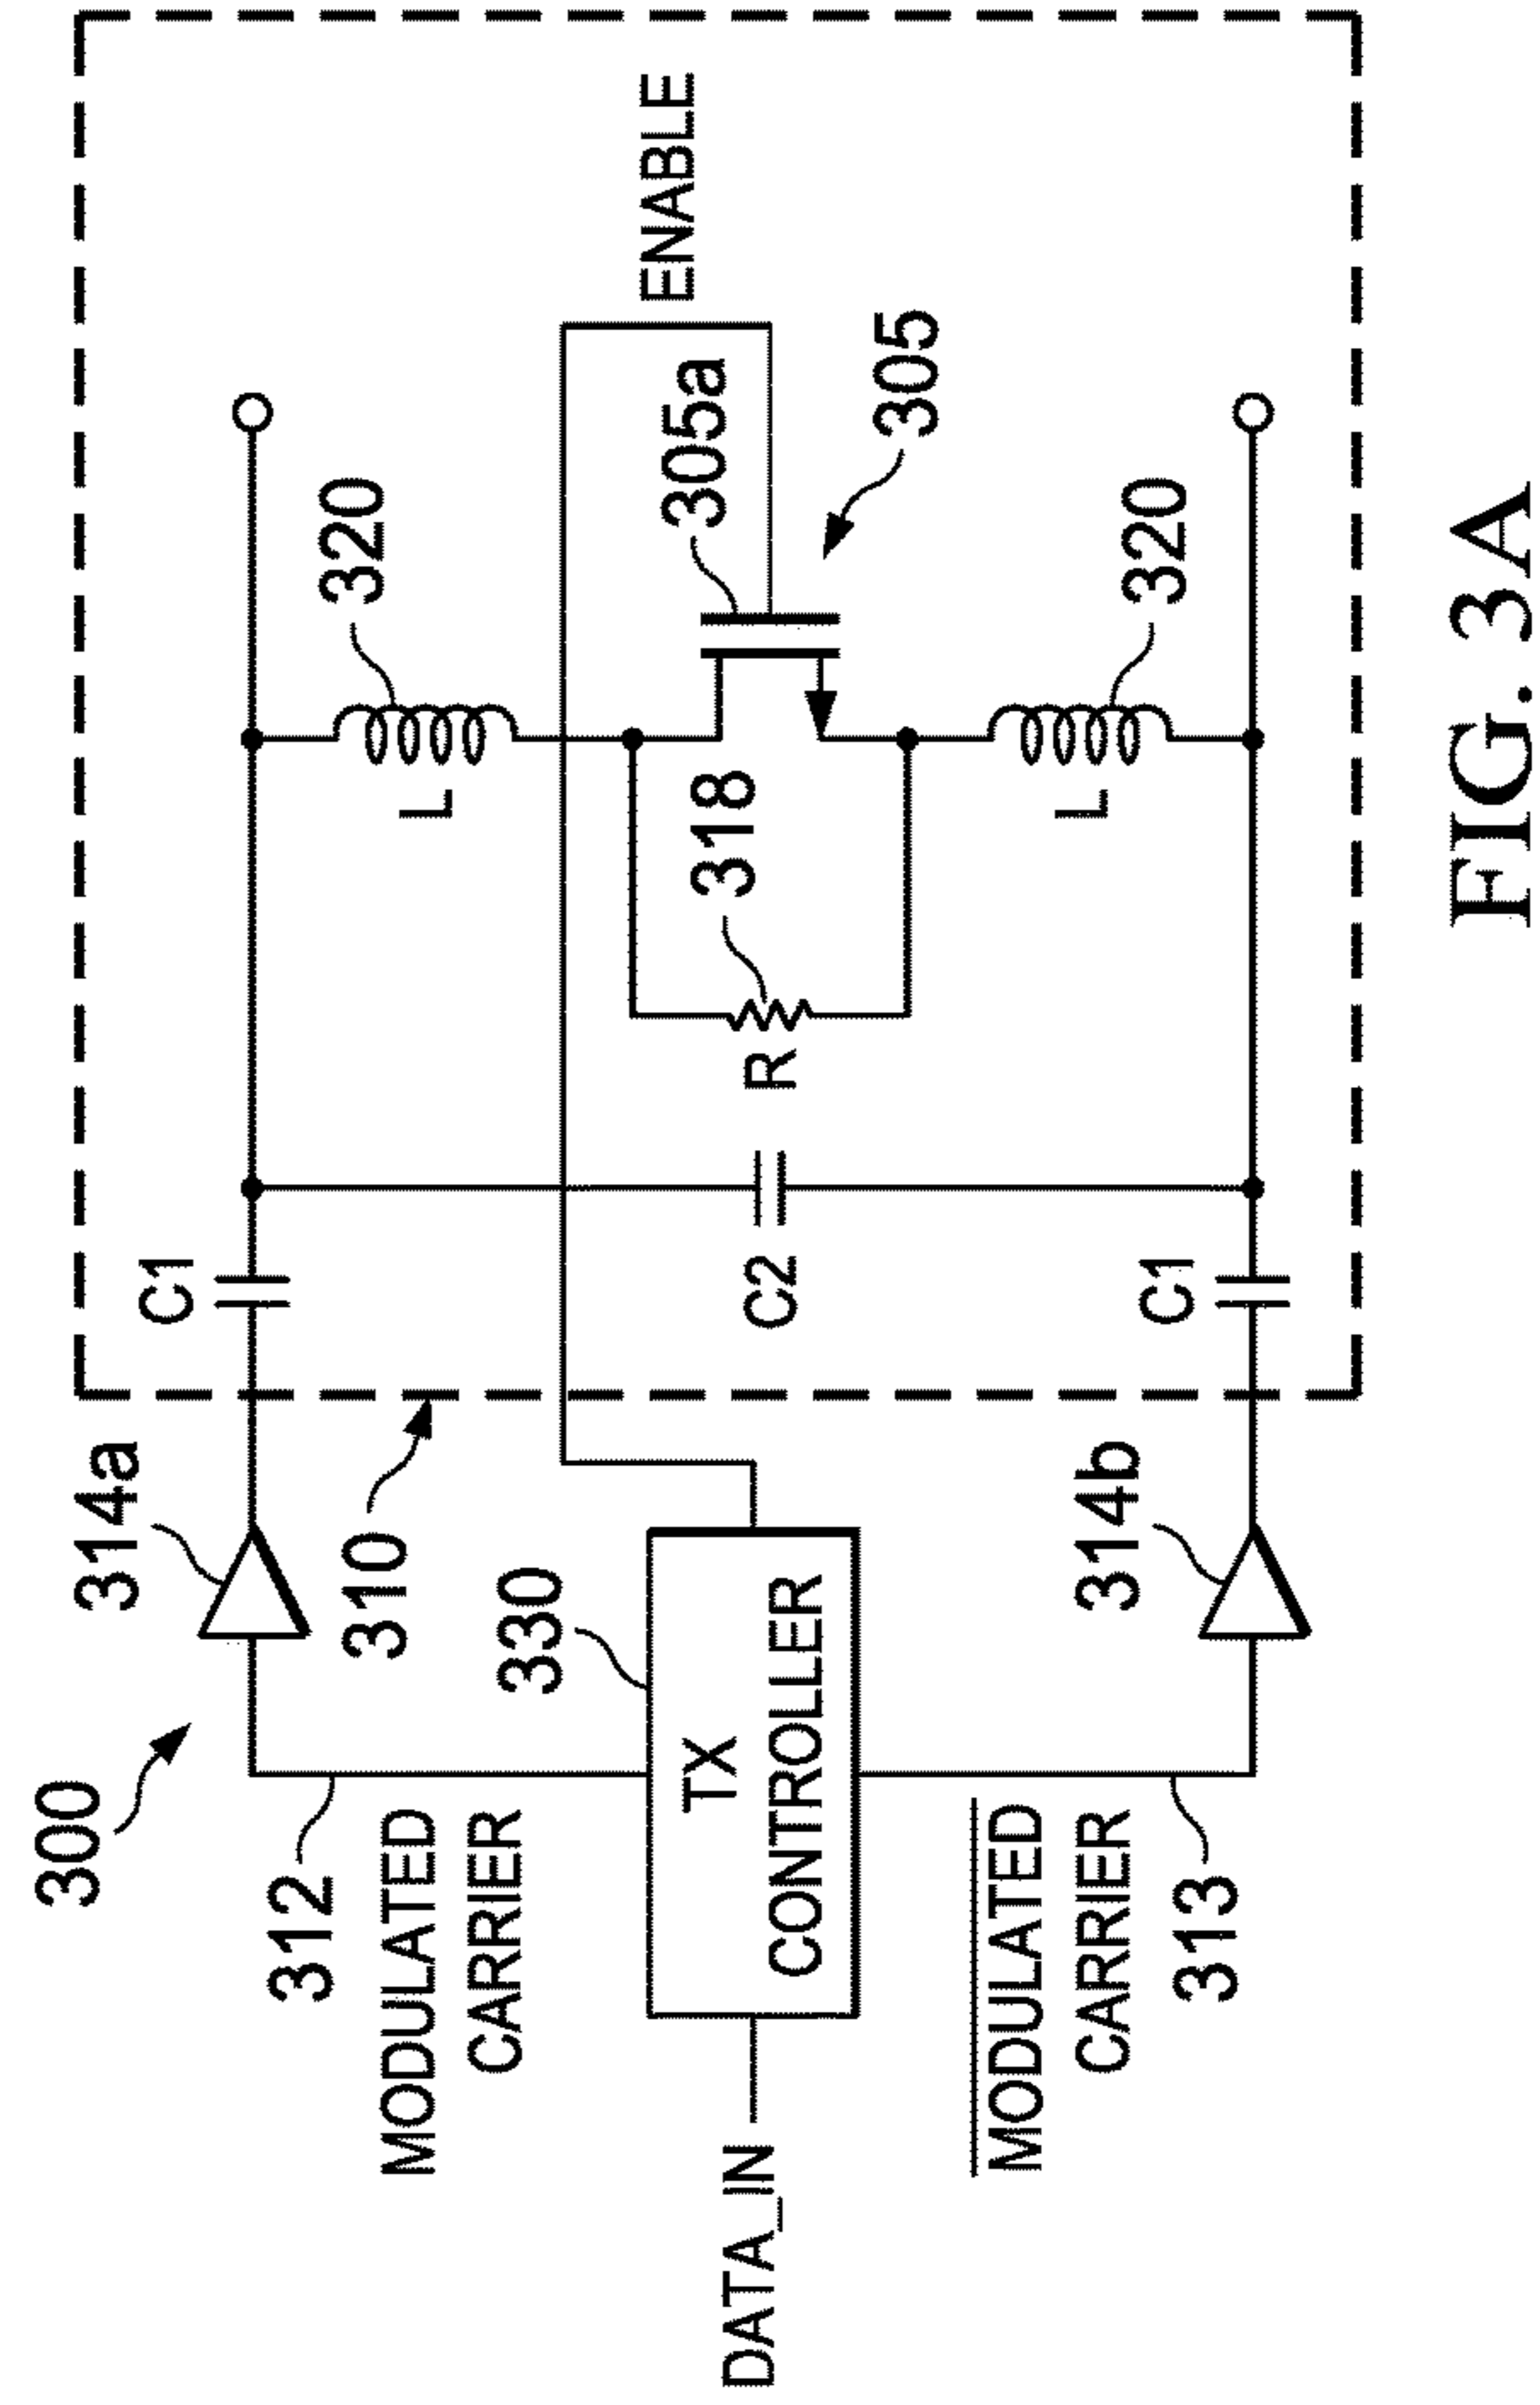 300
314a
C1
320
312
MODULATED
CARRIER
310
L
330
ENABLE
TX
CONTROLLER
DATA_IN
C2
R
318
305a
305
MODULATED
CARRIER
313
314b
C1
L
320
FIG. 3A